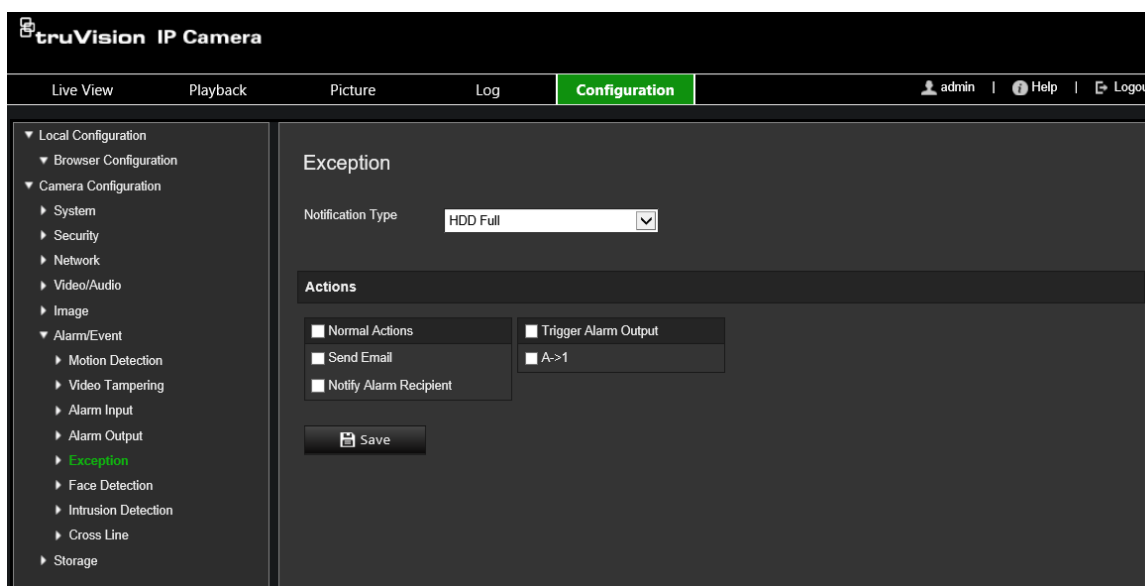 truVision IP Camera
Live View Playback Picture Log Configuration admin | Help | Logou
Local Configuration
Browser Configuration
Camera Configuration
System
Security
Network
Video/Audio
Image
Alarm/Event
Motion Detection
Video Tampering
Alarm Input
Alarm Output
Exception
Face Detection
Intrusion Detection
Cross Line
Storage
Exception
Notification Type HDD Full
Actions
Normal Actions Trigger Alarm Output
Send Email A->1
Notify Alarm Recipient
Save